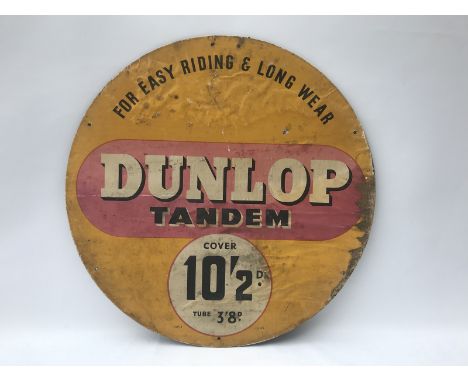 FOR EASY RIDING & LONG WEAR
DUNLOP
TANDEM
COVER
10'/2D.
TUBE 3'/8D.